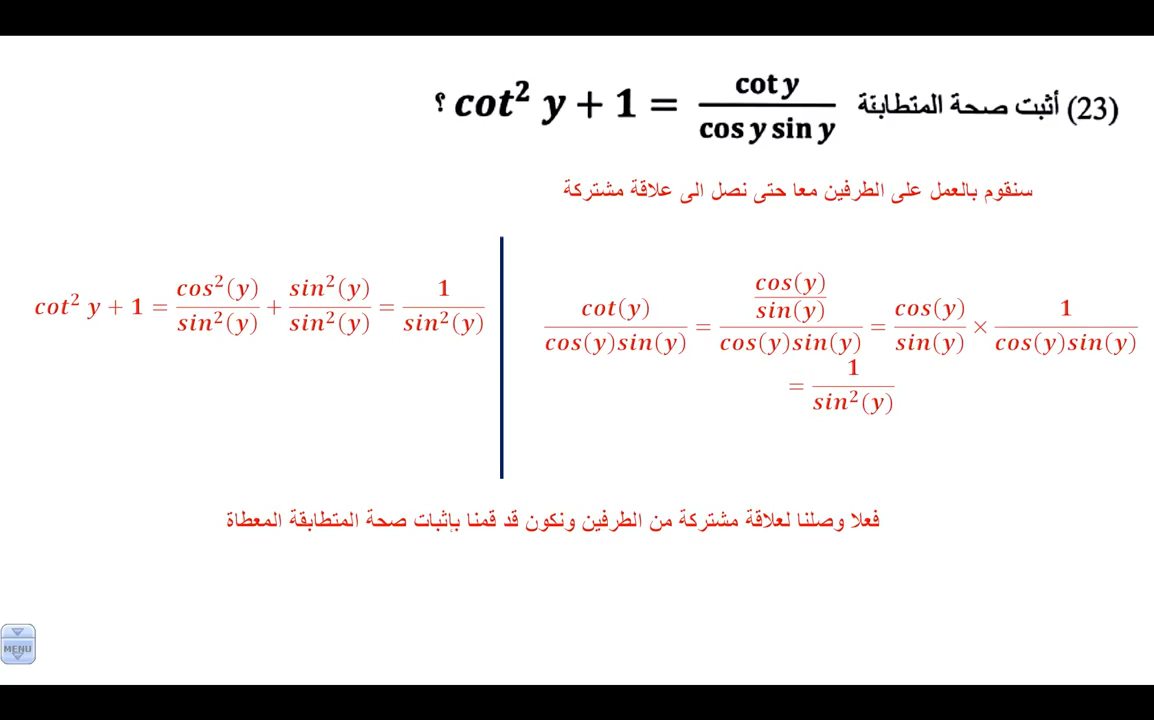 (23) أثبت صحة المتطابقة cot² y + 1 = cot y / cos y sin y ؟
سنقوم بالعمل على الطرفين معا حتى نصل الى علاقة مشتركة
cot² y + 1 = cos²(y)/sin²(y) + sin²(y)/sin²(y) = 1/sin²(y)
cot(y)/cos(y)sin(y) = (cos(y)/sin(y))/cos(y)sin(y) = cos(y)/sin(y) × 1/cos(y)sin(y)
= 1/sin²(y)
فعلا وصلنا لعلاقة مشتركة من الطرفين ونكون قد قمنا بإثبات صحة المتطابقة المعطاة
MENU